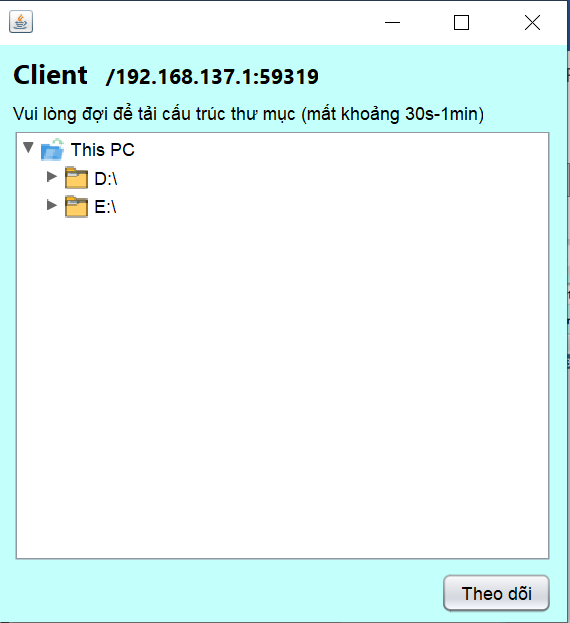 Client /192.168.137.1:59319
Vui lòng đợi để tải cấu trúc thư mục (mất khoảng 30s-1min)
This PC
D:\
E:\
Theo dõi